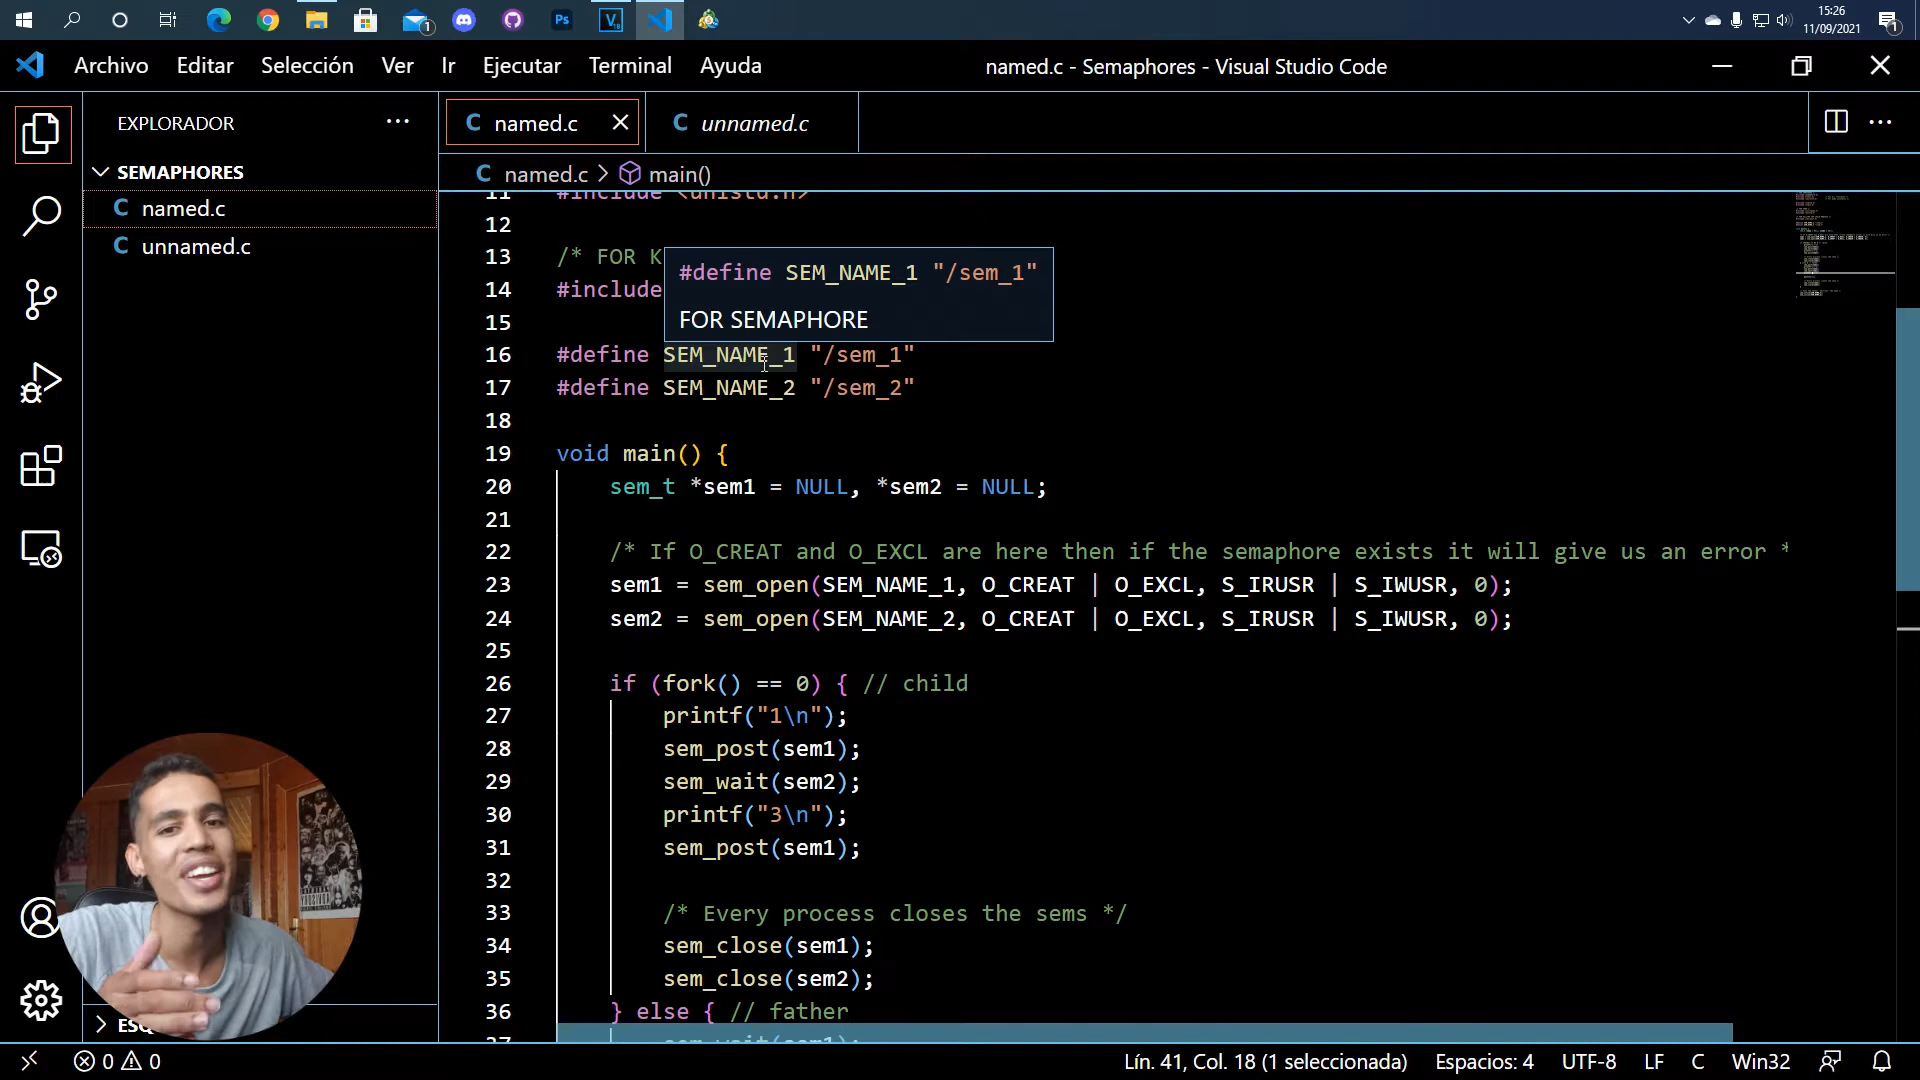 15:26
11/09/2021
Archivo Editar Selección Ver Ir Ejecutar Terminal Ayuda
named.c - Semaphores - Visual Studio Code
EXPLORADOR
SEMAPHORES
C named.c
C unnamed.c
C named.c
C unnamed.c
C named.c > main()
11 #include <unistd.h>
12
13 /* FOR K
14 #include
#define SEM_NAME_1 "/sem_1"
FOR SEMAPHORE
15
16 #define SEM_NAME_1 "/sem_1"
17 #define SEM_NAME_2 "/sem_2"
18
19 void main() {
20 sem_t *sem1 = NULL, *sem2 = NULL;
21
22 /* If O_CREAT and O_EXCL are here then if the semaphore exists it will give us an error *
23 sem1 = sem_open(SEM_NAME_1, O_CREAT | O_EXCL, S_IRUSR | S_IWUSR, 0);
24 sem2 = sem_open(SEM_NAME_2, O_CREAT | O_EXCL, S_IRUSR | S_IWUSR, 0);
25
26 if (fork() == 0) { // child
27 printf("1\n");
28 sem_post(sem1);
29 sem_wait(sem2);
30 printf("3\n");
31 sem_post(sem1);
32
33 /* Every process closes the sems */
34 sem_close(sem1);
35 sem_close(sem2);
36 } else { // father
37 sem_wait(sem1);
0 0
Lín. 41, Col. 18 (1 seleccionada) Espacios: 4 UTF-8 LF C Win32